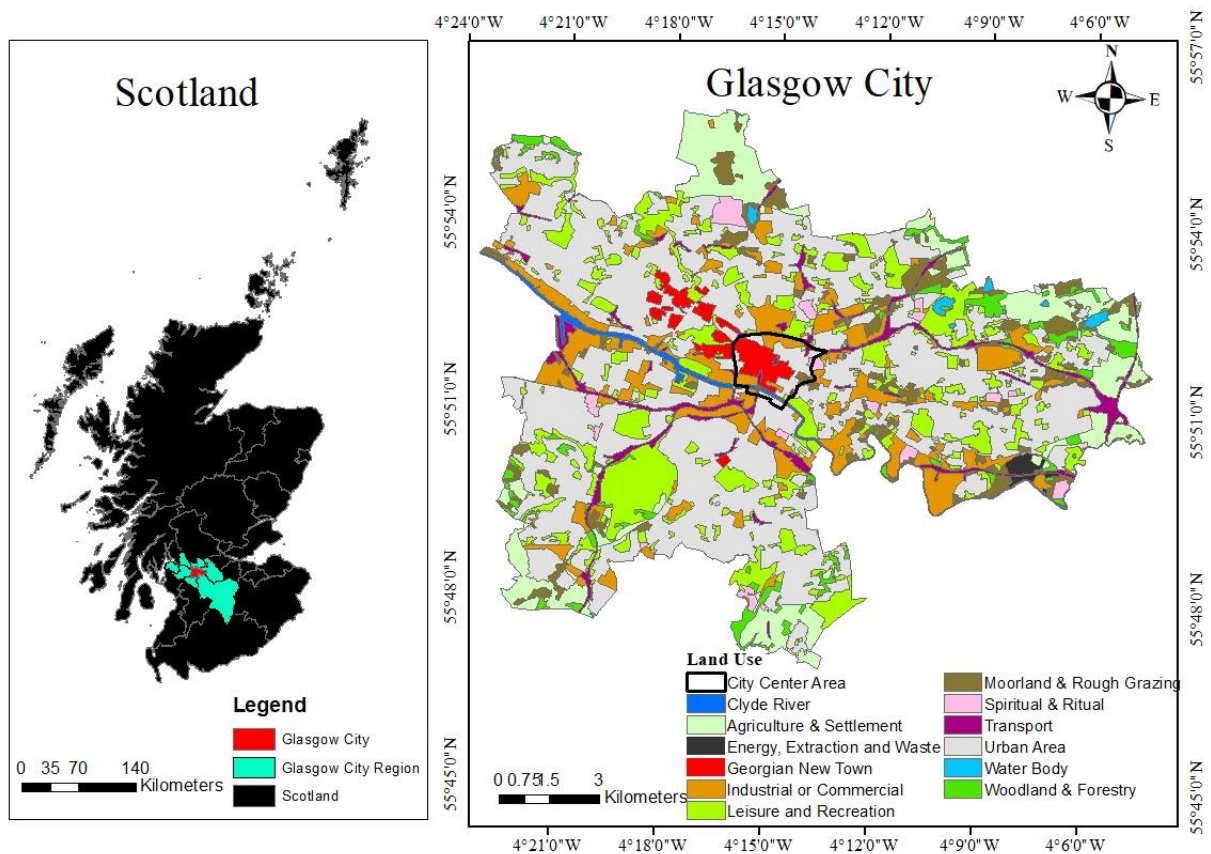 Scotland
Legend
Glasgow City
Glasgow City Region
Scotland
0 35 70 140
Kilometers
4°24'0"W 4°21'0"W 4°18'0"W 4°15'0"W 4°12'0"W 4°9'0"W 4°6'0"W
Glasgow City
N
W E
S
55°54'0"N
55°51'0"N
55°48'0"N
55°45'0"N
55°57'0"N
55°54'0"N
55°51'0"N
55°48'0"N
55°45'0"N
Land Use
City Center Area
Clyde River
Agriculture & Settlement
Energy, Extraction and Waste
Georgian New Town
Industrial or Commercial
Leisure and Recreation
Moorland & Rough Grazing
Spiritual & Ritual
Transport
Urban Area
Water Body
Woodland & Forestry
0 0.75 1.5 3
Kilometers
4°21'0"W 4°18'0"W 4°15'0"W 4°12'0"W 4°9'0"W 4°6'0"W